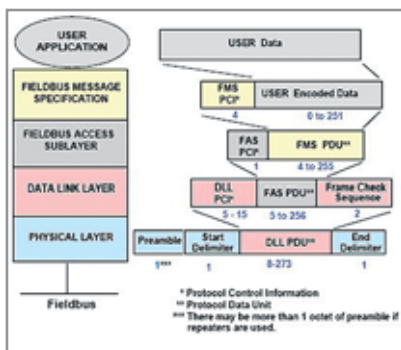 USER
APPLICATION
FIELDBUS MESSAGE
SPECIFICATION
FIELDBUS ACCESS
SUBLAYER
DATA LINK LAYER
PHYSICAL LAYER
Fieldbus
USER Data
FMS
PCI*
USER Encoded Data
4
0 to 251
FAS
PCI*
FMS PDU**
1
4 to 255
DLL
PCI*
FAS PDU**
Frame Check
Sequence
5 - 15
5 to 256
2
Preamble
Start
Delimiter
DLL PDU**
End
Delimiter
1***
1
8-273
1
* Protocol Control Information
** Protocol Data Unit
*** There may be more than 1 octet of preamble if
repeaters are used.